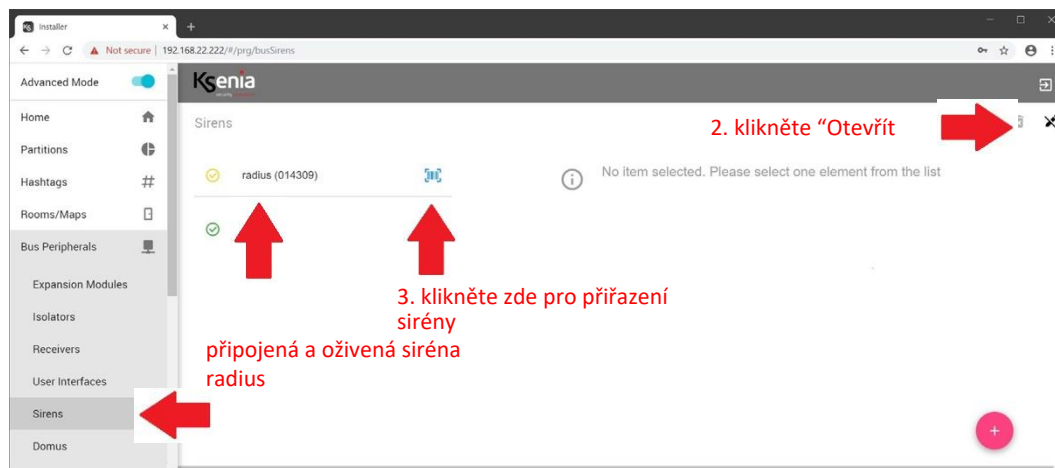 Installer
Not secure | 192.168.22.222/#/prg/busSirens
Advanced Mode
Ksenia
Home
Sirens
2. klikněte “Otevřít
Partitions
radius (014309)
No item selected. Please select one element from the list
Hashtags
Rooms/Maps
Bus Peripherals
Expansion Modules
3. klikněte zde pro přiřazení
sirény
Isolators
připojená a oživená siréna
radius
Receivers
User Interfaces
Sirens
Domus